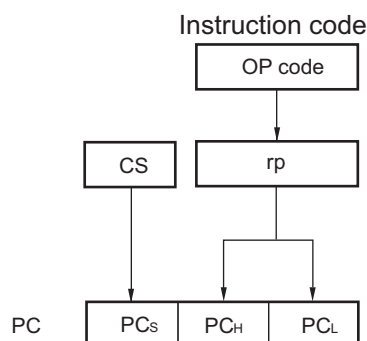 Instruction code
OP code
CS
rp
PC
PCS
PCH
PCL